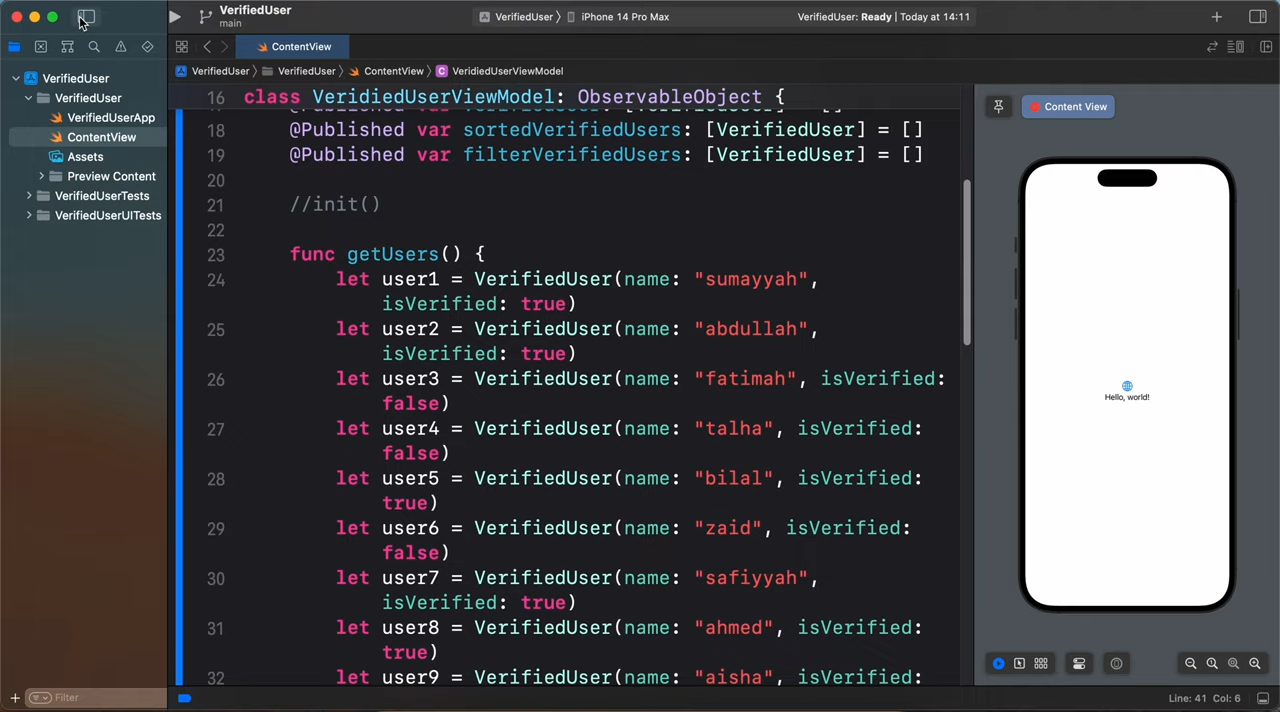 VerifiedUser
main
VerifiedUser
iPhone 14 Pro Max
VerifiedUser: Ready | Today at 14:11
ContentView
VerifiedUser
VerifiedUser
ContentView
VeridiedUserViewModel
VerifiedUser
VerifiedUser
VerifiedUserApp
ContentView
Assets
Preview Content
VerifiedUserTests
VerifiedUserUITests
Filter
16 class VeridiedUserViewModel: ObservableObject {
18 @Published var sortedVerifiedUsers: [VerifiedUser] = []
19 @Published var filterVerifiedUsers: [VerifiedUser] = []
20
21 //init()
22
23 func getUsers() {
24 let user1 = VerifiedUser(name: "sumayyah",
isVerified: true)
25 let user2 = VerifiedUser(name: "abdullah",
isVerified: true)
26 let user3 = VerifiedUser(name: "fatimah", isVerified:
false)
27 let user4 = VerifiedUser(name: "talha", isVerified:
false)
28 let user5 = VerifiedUser(name: "bilal", isVerified:
true)
29 let user6 = VerifiedUser(name: "zaid", isVerified:
false)
30 let user7 = VerifiedUser(name: "safiyyah",
isVerified: true)
31 let user8 = VerifiedUser(name: "ahmed", isVerified:
true)
32 let user9 = VerifiedUser(name: "aisha", isVerified:
Content View
Hello, world!
Line: 41 Col: 6